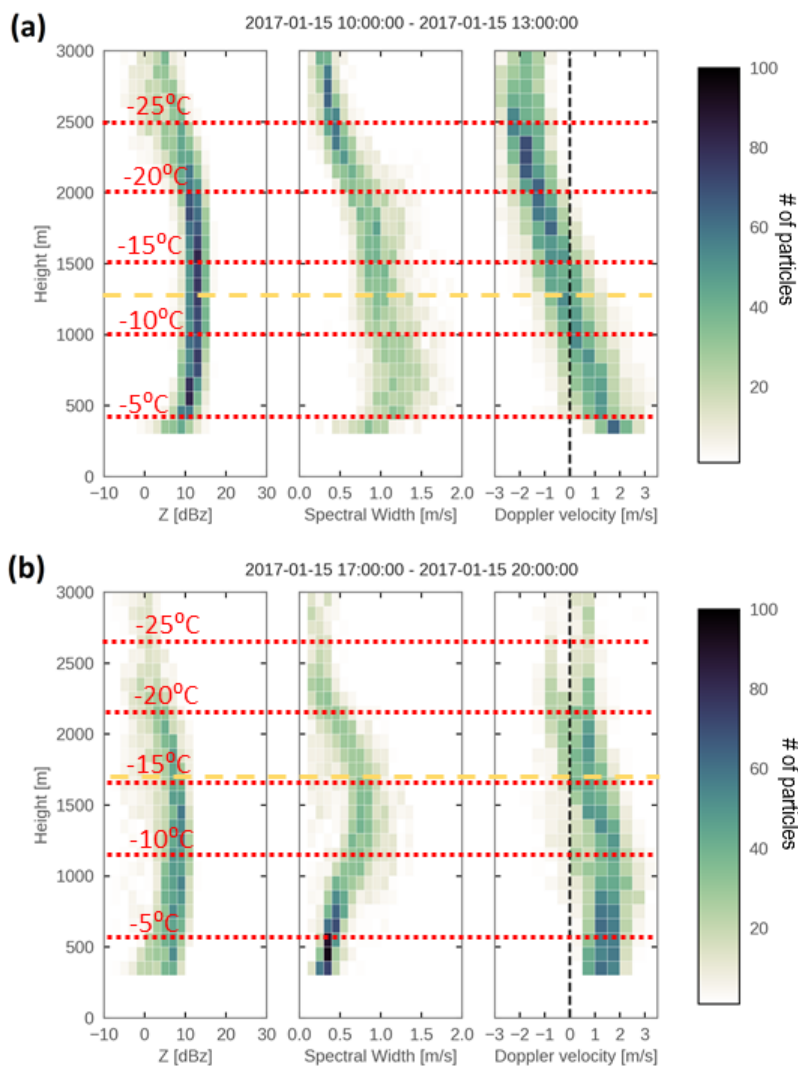 (a)
2017-01-15 10:00:00 - 2017-01-15 13:00:00
3000
2500
2000
1500
1000
500
0
Height [m]
-25°C
-20°C
-15°C
-10°C
-5°C
−10 0 10 20 30
Z [dBz]
0.0 0.5 1.0 1.5 2.0
Spectral Width [m/s]
−3 −2 −1 0 1 2 3
Doppler velocity [m/s]
100
80
60
40
20
# of particles
(b)
2017-01-15 17:00:00 - 2017-01-15 20:00:00
3000
2500
2000
1500
1000
500
0
Height [m]
-25°C
-20°C
-15°C
-10°C
-5°C
−10 0 10 20 30
Z [dBz]
0.0 0.5 1.0 1.5 2.0
Spectral Width [m/s]
−3 −2 −1 0 1 2 3
Doppler velocity [m/s]
100
80
60
40
20
# of particles